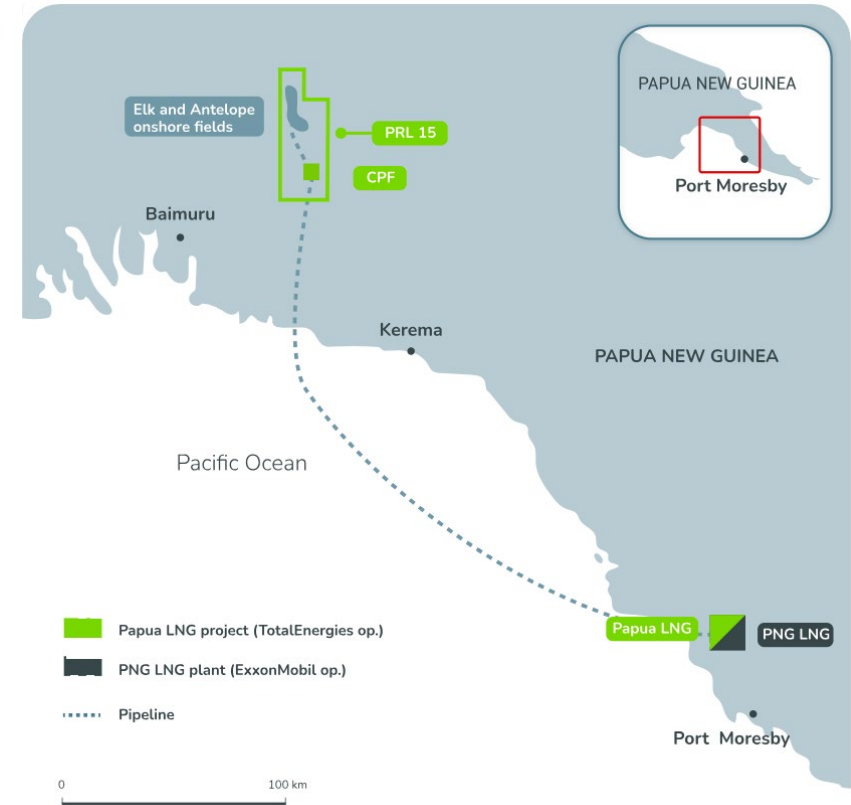 PAPUA NEW GUINEA
Port Moresby
Elk and Antelope
onshore fields
PRL 15
CPF
Baimuru
Kerema
PAPUA NEW GUINEA
Pacific Ocean
Papua LNG
PNG LNG
Papua LNG project (TotalEnergies op.)
PNG LNG plant (ExxonMobil op.)
Pipeline
Port Moresby
0 100 km